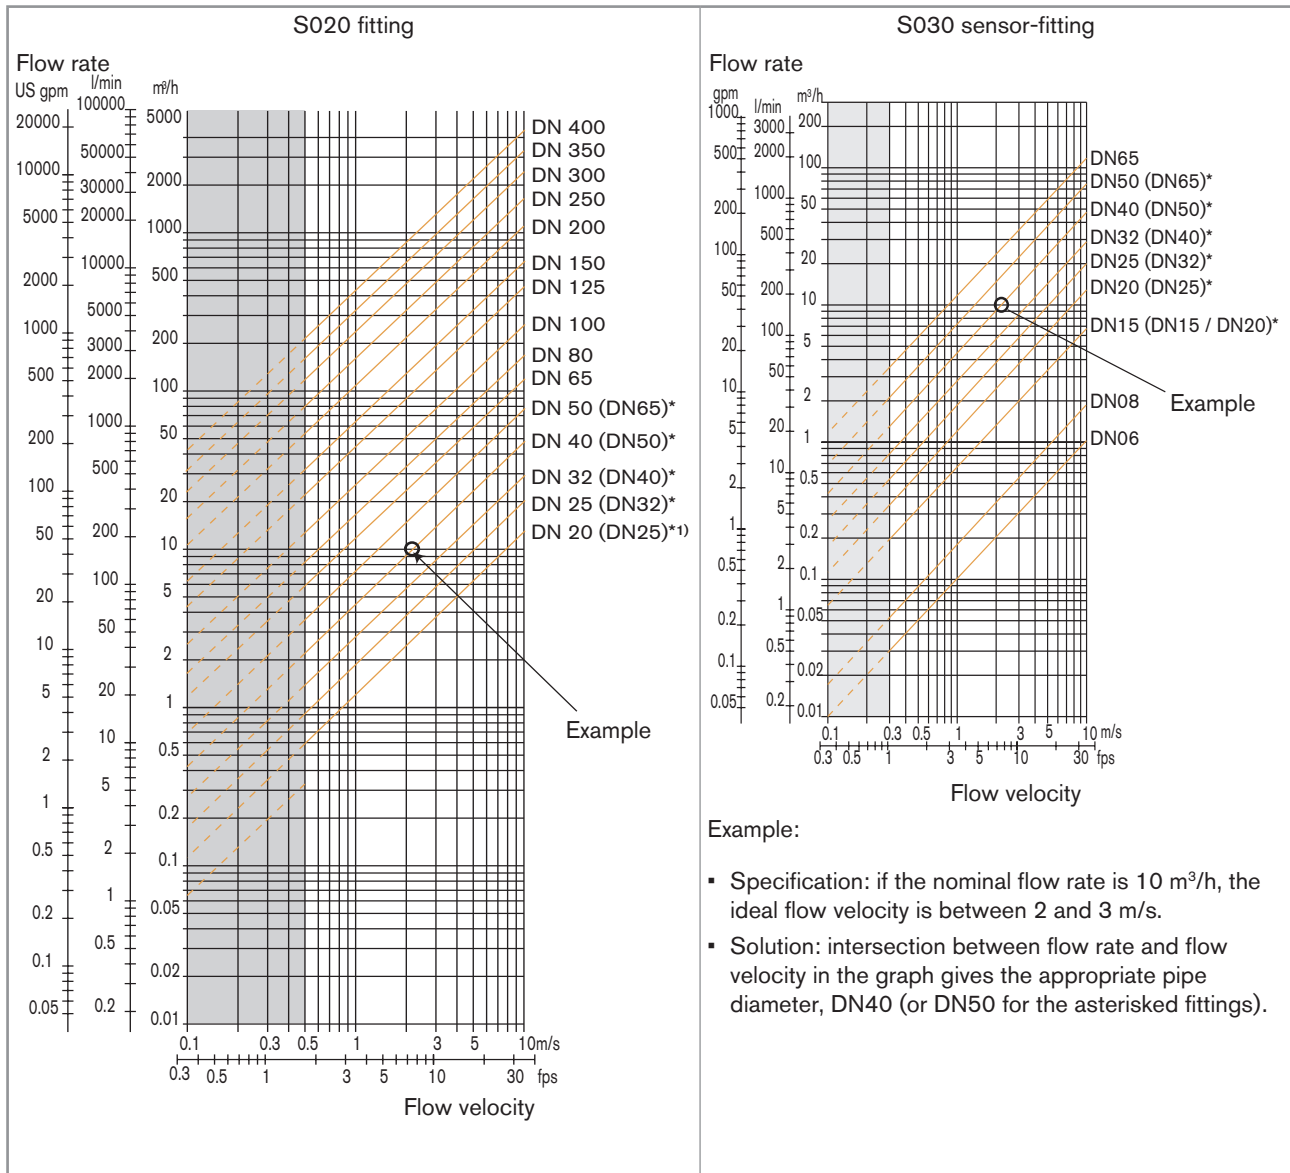 S020 fitting
Flow rate
US gpm
l/min
m³/h
20000
10000
5000
2000
1000
500
200
100
50
20
10
5
2
1
0.5
0.2
0.1
0.05
100000
50000
30000
20000
10000
5000
3000
2000
1000
500
200
100
50
20
10
5
2
1
0.5
0.2
5000
2000
1000
500
200
100
50
20
10
5
2
1
0.5
0.2
0.1
0.05
0.02
0.01
DN 400
DN 350
DN 300
DN 250
DN 200
DN 150
DN 125
DN 100
DN 80
DN 65
DN 50 (DN65)*
DN 40 (DN50)*
DN 32 (DN40)*
DN 25 (DN32)*
DN 20 (DN25)*1)
Example
0.1 0.3 0.5 1 3 5 10 m/s
0.3 0.5 1 3 5 10 30 fps
Flow velocity
S030 sensor-fitting
Flow rate
gpm
l/min
m³/h
1000
500
200
100
50
20
10
5
2
1
0.5
0.2
0.1
0.05
3000
2000
1000
500
200
100
50
20
10
5
2
1
0.5
0.2
200
100
50
20
10
5
2
1
0.5
0.2
0.1
0.05
0.02
0.01
DN65
DN50 (DN65)*
DN40 (DN50)*
DN32 (DN40)*
DN25 (DN32)*
DN20 (DN25)*
DN15 (DN15 / DN20)*
DN08
DN06
Example
0.1 0.3 0.5 1 3 5 10 m/s
0.3 0.5 1 3 5 10 30 fps
Flow velocity
Example:
▪ Specification: if the nominal flow rate is 10 m³/h, the
ideal flow velocity is between 2 and 3 m/s.
▪ Solution: intersection between flow rate and flow
velocity in the graph gives the appropriate pipe
diameter, DN40 (or DN50 for the asterisked fittings).